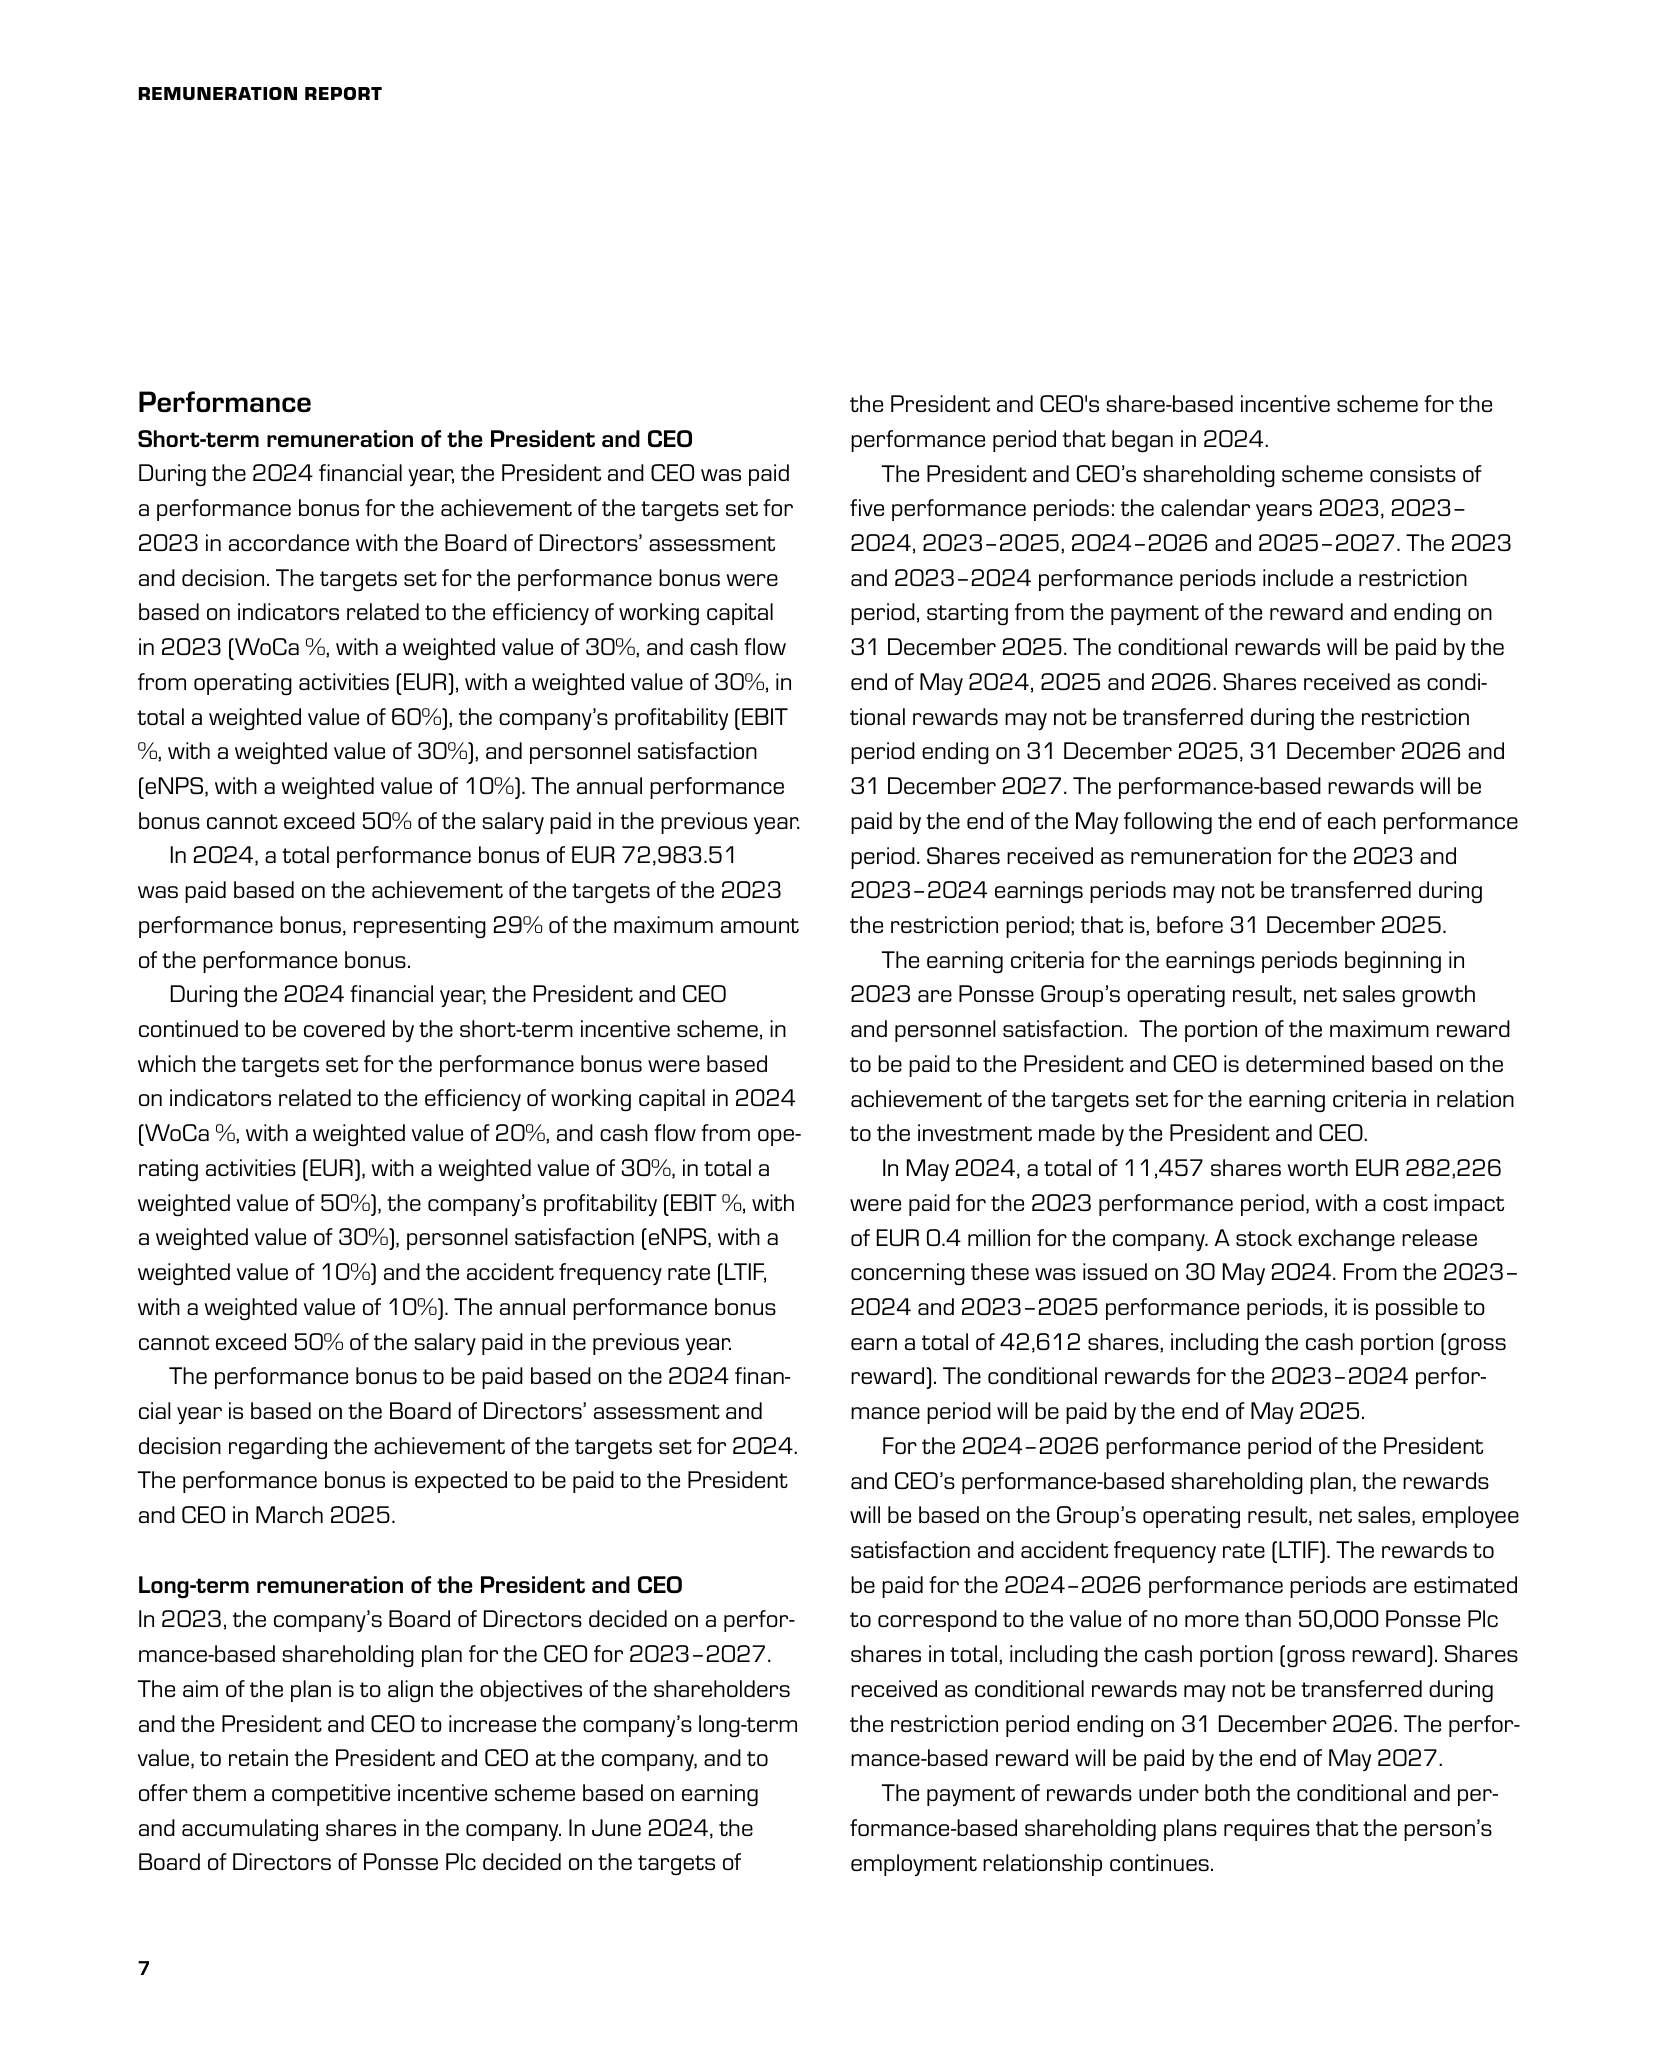 REMUNERATION REPORT
Performance
Short-term remuneration of the President and CEO
During the 2024 financial year, the President and CEO was paid
a performance bonus for the achievement of the targets set for
2023 in accordance with the Board of Directors’ assessment
and decision. The targets set for the performance bonus were
based on indicators related to the efficiency of working capital
in 2023 (WoCa %, with a weighted value of 30%, and cash flow
from operating activities (EUR), with a weighted value of 30%, in
total a weighted value of 60%), the company’s profitability (EBIT
%, with a weighted value of 30%), and personnel satisfaction
(eNPS, with a weighted value of 10%). The annual performance
bonus cannot exceed 50% of the salary paid in the previous year.
In 2024, a total performance bonus of EUR 72,983.51
was paid based on the achievement of the targets of the 2023
performance bonus, representing 29% of the maximum amount
of the performance bonus.
During the 2024 financial year, the President and CEO
continued to be covered by the short-term incentive scheme, in
which the targets set for the performance bonus were based
on indicators related to the efficiency of working capital in 2024
(WoCa %, with a weighted value of 20%, and cash flow from ope-
rating activities (EUR), with a weighted value of 30%, in total a
weighted value of 50%), the company’s profitability (EBIT %, with
a weighted value of 30%), personnel satisfaction (eNPS, with a
weighted value of 10%) and the accident frequency rate (LTIF,
with a weighted value of 10%). The annual performance bonus
cannot exceed 50% of the salary paid in the previous year.
The performance bonus to be paid based on the 2024 finan-
cial year is based on the Board of Directors’ assessment and
decision regarding the achievement of the targets set for 2024.
The performance bonus is expected to be paid to the President
and CEO in March 2025.
Long-term remuneration of the President and CEO
In 2023, the company’s Board of Directors decided on a perfor-
mance-based shareholding plan for the CEO for 2023–2027.
The aim of the plan is to align the objectives of the shareholders
and the President and CEO to increase the company’s long-term
value, to retain the President and CEO at the company, and to
offer them a competitive incentive scheme based on earning
and accumulating shares in the company. In June 2024, the
Board of Directors of Ponsse Plc decided on the targets of
the President and CEO's share-based incentive scheme for the
performance period that began in 2024.
The President and CEO’s shareholding scheme consists of
five performance periods: the calendar years 2023, 2023–
2024, 2023–2025, 2024–2026 and 2025–2027. The 2023
and 2023–2024 performance periods include a restriction
period, starting from the payment of the reward and ending on
31 December 2025. The conditional rewards will be paid by the
end of May 2024, 2025 and 2026. Shares received as condi-
tional rewards may not be transferred during the restriction
period ending on 31 December 2025, 31 December 2026 and
31 December 2027. The performance-based rewards will be
paid by the end of the May following the end of each performance
period. Shares received as remuneration for the 2023 and
2023–2024 earnings periods may not be transferred during
the restriction period; that is, before 31 December 2025.
The earning criteria for the earnings periods beginning in
2023 are Ponsse Group’s operating result, net sales growth
and personnel satisfaction.  The portion of the maximum reward
to be paid to the President and CEO is determined based on the
achievement of the targets set for the earning criteria in relation
to the investment made by the President and CEO.
In May 2024, a total of 11,457 shares worth EUR 282,226
were paid for the 2023 performance period, with a cost impact
of EUR 0.4 million for the company. A stock exchange release
concerning these was issued on 30 May 2024. From the 2023–
2024 and 2023–2025 performance periods, it is possible to
earn a total of 42,612 shares, including the cash portion (gross
reward). The conditional rewards for the 2023–2024 perfor-
mance period will be paid by the end of May 2025.
For the 2024–2026 performance period of the President
and CEO’s performance-based shareholding plan, the rewards
will be based on the Group’s operating result, net sales, employee
satisfaction and accident frequency rate (LTIF). The rewards to
be paid for the 2024–2026 performance periods are estimated
to correspond to the value of no more than 50,000 Ponsse Plc
shares in total, including the cash portion (gross reward). Shares
received as conditional rewards may not be transferred during
the restriction period ending on 31 December 2026. The perfor-
mance-based reward will be paid by the end of May 2027.
The payment of rewards under both the conditional and per-
formance-based shareholding plans requires that the person’s
employment relationship continues.
7